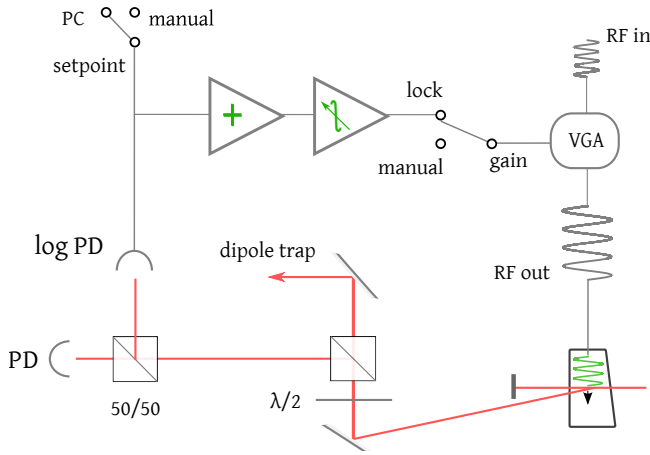 PC
manual
RF in
setpoint
lock
manual
gain
VGA
+
log PD
dipole trap
RF out
PD
50/50
λ/2